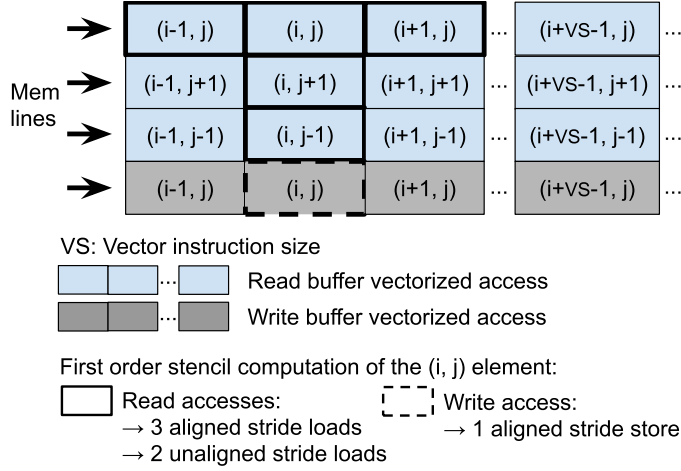 (i-1, j) (i, j) (i+1, j) ... (i+VS-1, j) ...
(i-1, j+1) (i, j+1) (i+1, j+1) ... (i+VS-1, j+1) ...
Mem
lines
(i-1, j-1) (i, j-1) (i+1, j-1) ... (i+VS-1, j-1) ...
(i-1, j) (i, j) (i+1, j) ... (i+VS-1, j) ...
VS: Vector instruction size
... Read buffer vectorized access
... Write buffer vectorized access
First order stencil computation of the (i, j) element:
Read accesses:
→ 3 aligned stride loads
→ 2 unaligned stride loads
Write access:
→ 1 aligned stride store